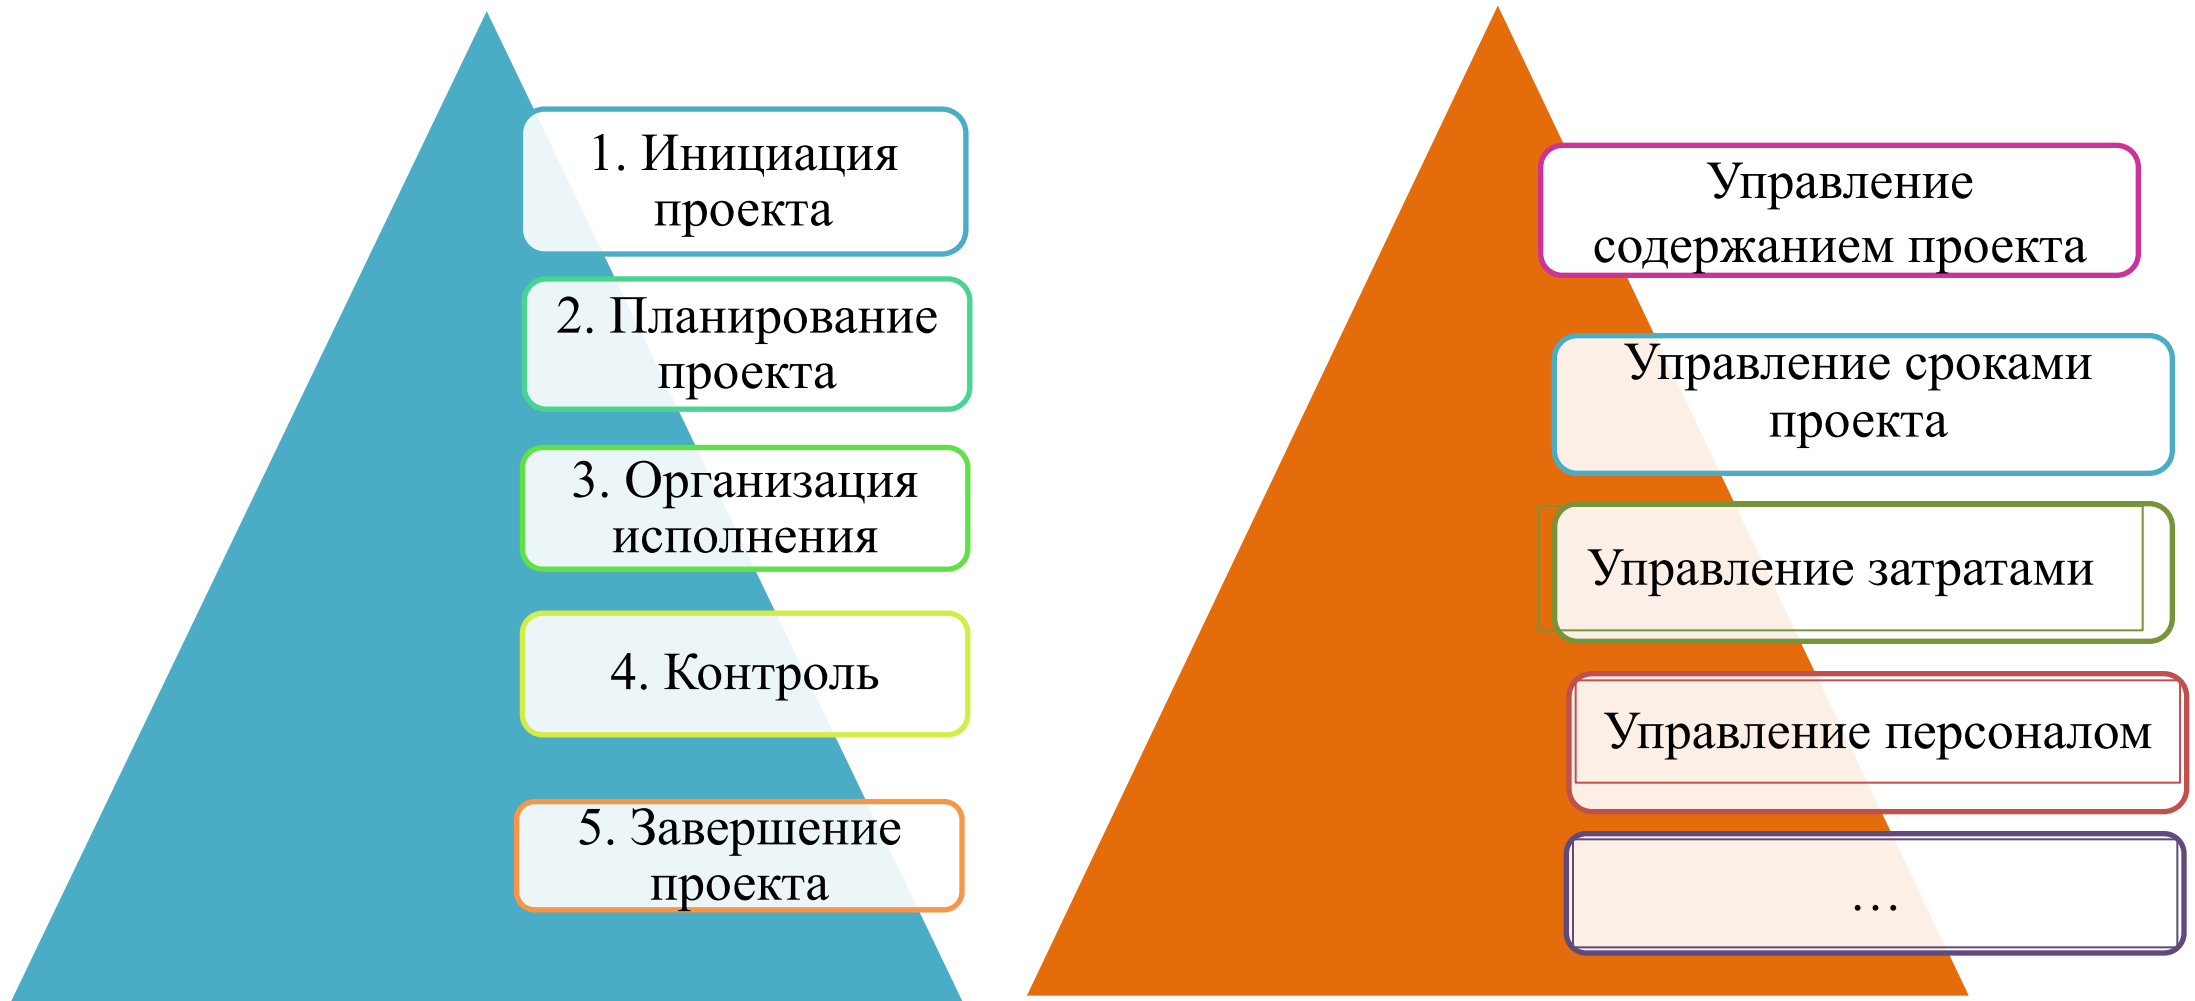 1. Инициация
проекта
2. Планирование
проекта
3. Организация
исполнения
4. Контроль
5. Завершение
проекта
Управление
содержанием проекта
Управление сроками
проекта
Управление затратами
Управление персоналом
…